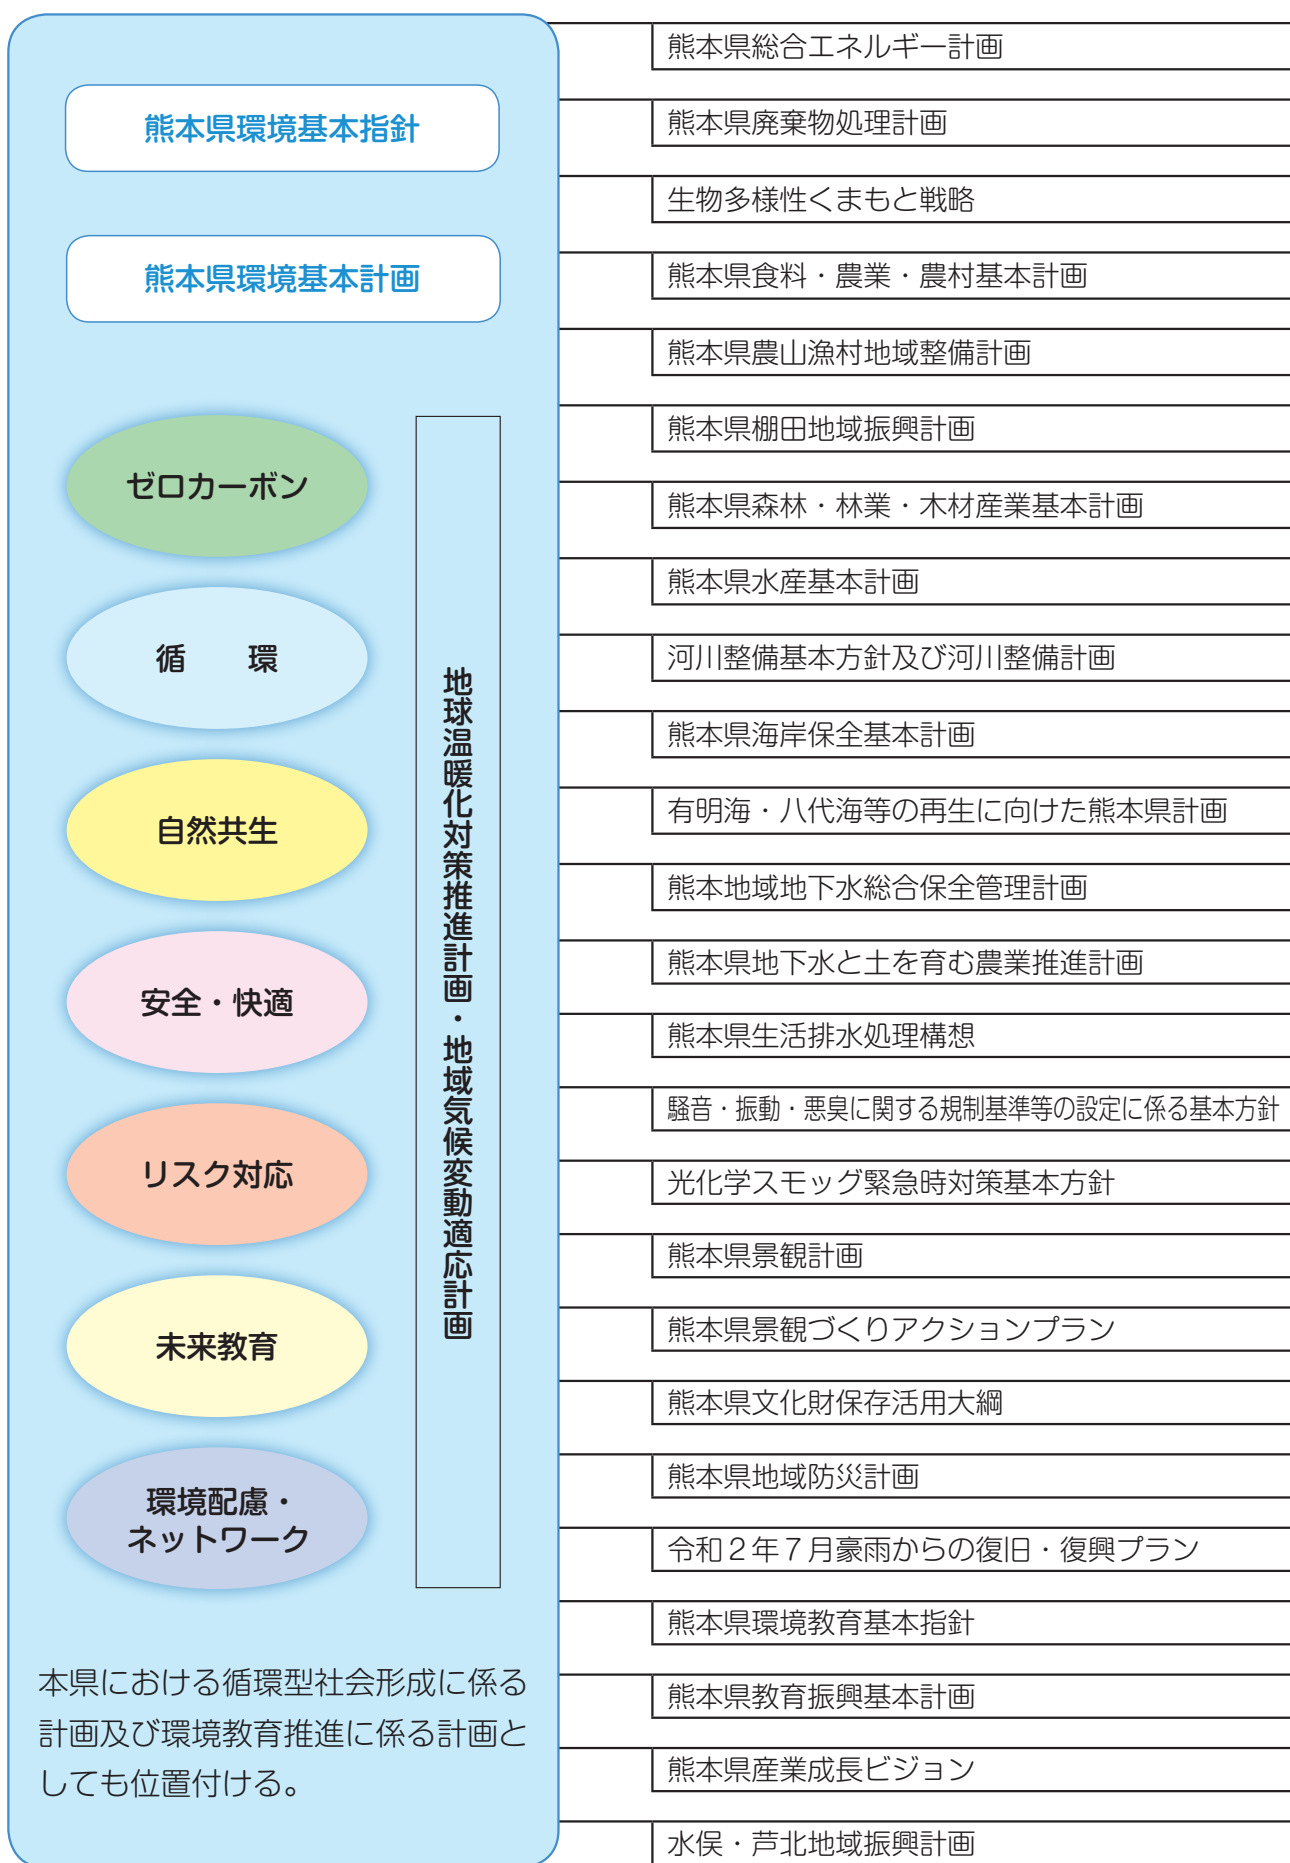 熊本県環境基本指針
熊本県環境基本計画
ゼロカーボン
循　環
自然共生
安全・快適
リスク対応
未来教育
環境配慮・
ネットワーク
地球温暖化対策推進計画・地域気候変動適応計画
本県における循環型社会形成に係る
計画及び環境教育推進に係る計画と
しても位置付ける。
熊本県総合エネルギー計画
熊本県廃棄物処理計画
生物多様性くまもと戦略
熊本県食料・農業・農村基本計画
熊本県農山漁村地域整備計画
熊本県棚田地域振興計画
熊本県森林・林業・木材産業基本計画
熊本県水産基本計画
河川整備基本方針及び河川整備計画
熊本県海岸保全基本計画
有明海・八代海等の再生に向けた熊本県計画
熊本地域地下水総合保全管理計画
熊本県地下水と土を育む農業推進計画
熊本県生活排水処理構想
騒音・振動・悪臭に関する規制基準等の設定に係る基本方針
光化学スモッグ緊急時対策基本方針
熊本県景観計画
熊本県景観づくりアクションプラン
熊本県文化財保存活用大綱
熊本県地域防災計画
令和２年７月豪雨からの復旧・復興プラン
熊本県環境教育基本指針
熊本県教育振興基本計画
熊本県産業成長ビジョン
水俣・芦北地域振興計画